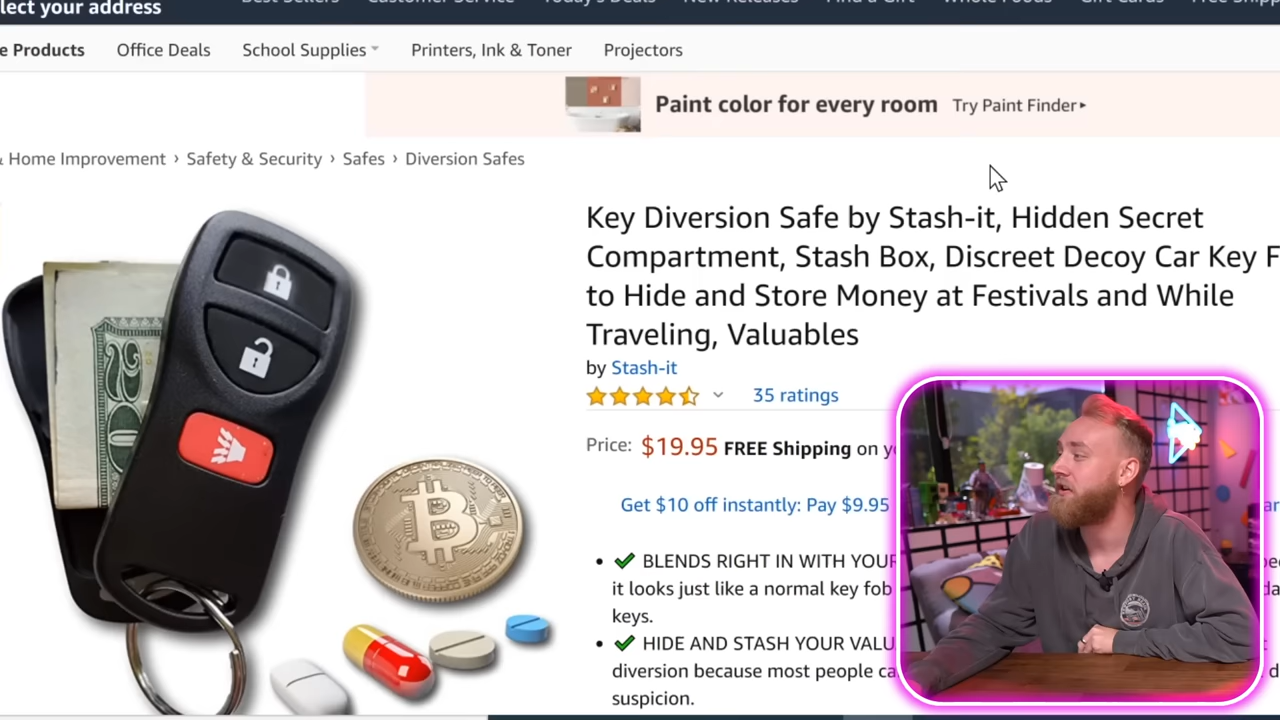 lect your address
e Products Office Deals School Supplies Printers, Ink & Toner Projectors
Paint color for every room Try Paint Finder
& Home Improvement › Safety & Security › Safes › Diversion Safes
Key Diversion Safe by Stash-it, Hidden Secret
Compartment, Stash Box, Discreet Decoy Car Key F
to Hide and Store Money at Festivals and While
Traveling, Valuables
by Stash-it
35 ratings
Price: $19.95 FREE Shipping on yo
Get $10 off instantly: Pay $9.95
✔ BLENDS RIGHT IN WITH YOUR
it looks just like a normal key fob
keys.
✔ HIDE AND STASH YOUR VALU
diversion because most people ca
suspicion.
20